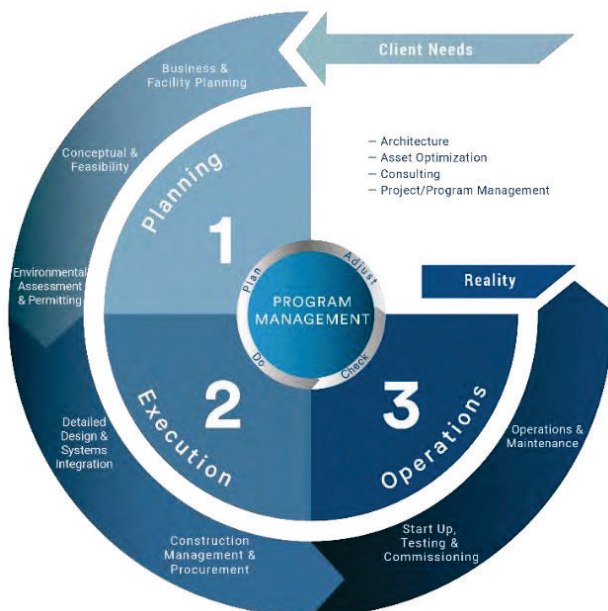 Client Needs
Business &
Facility Planning
Conceptual &
Feasibility
Environmental
Assessment
& Permitting
Planning
1
— Architecture
— Asset Optimization
— Consulting
— Project/Program Management
Plan
Adjust
PROGRAM
MANAGEMENT
Do
Check
Reality
2
Execution
3
Operations
Detailed
Design &
Systems
Integration
Construction
Management &
Procurement
Start Up,
Testing &
Commissioning
Operations &
Maintenance